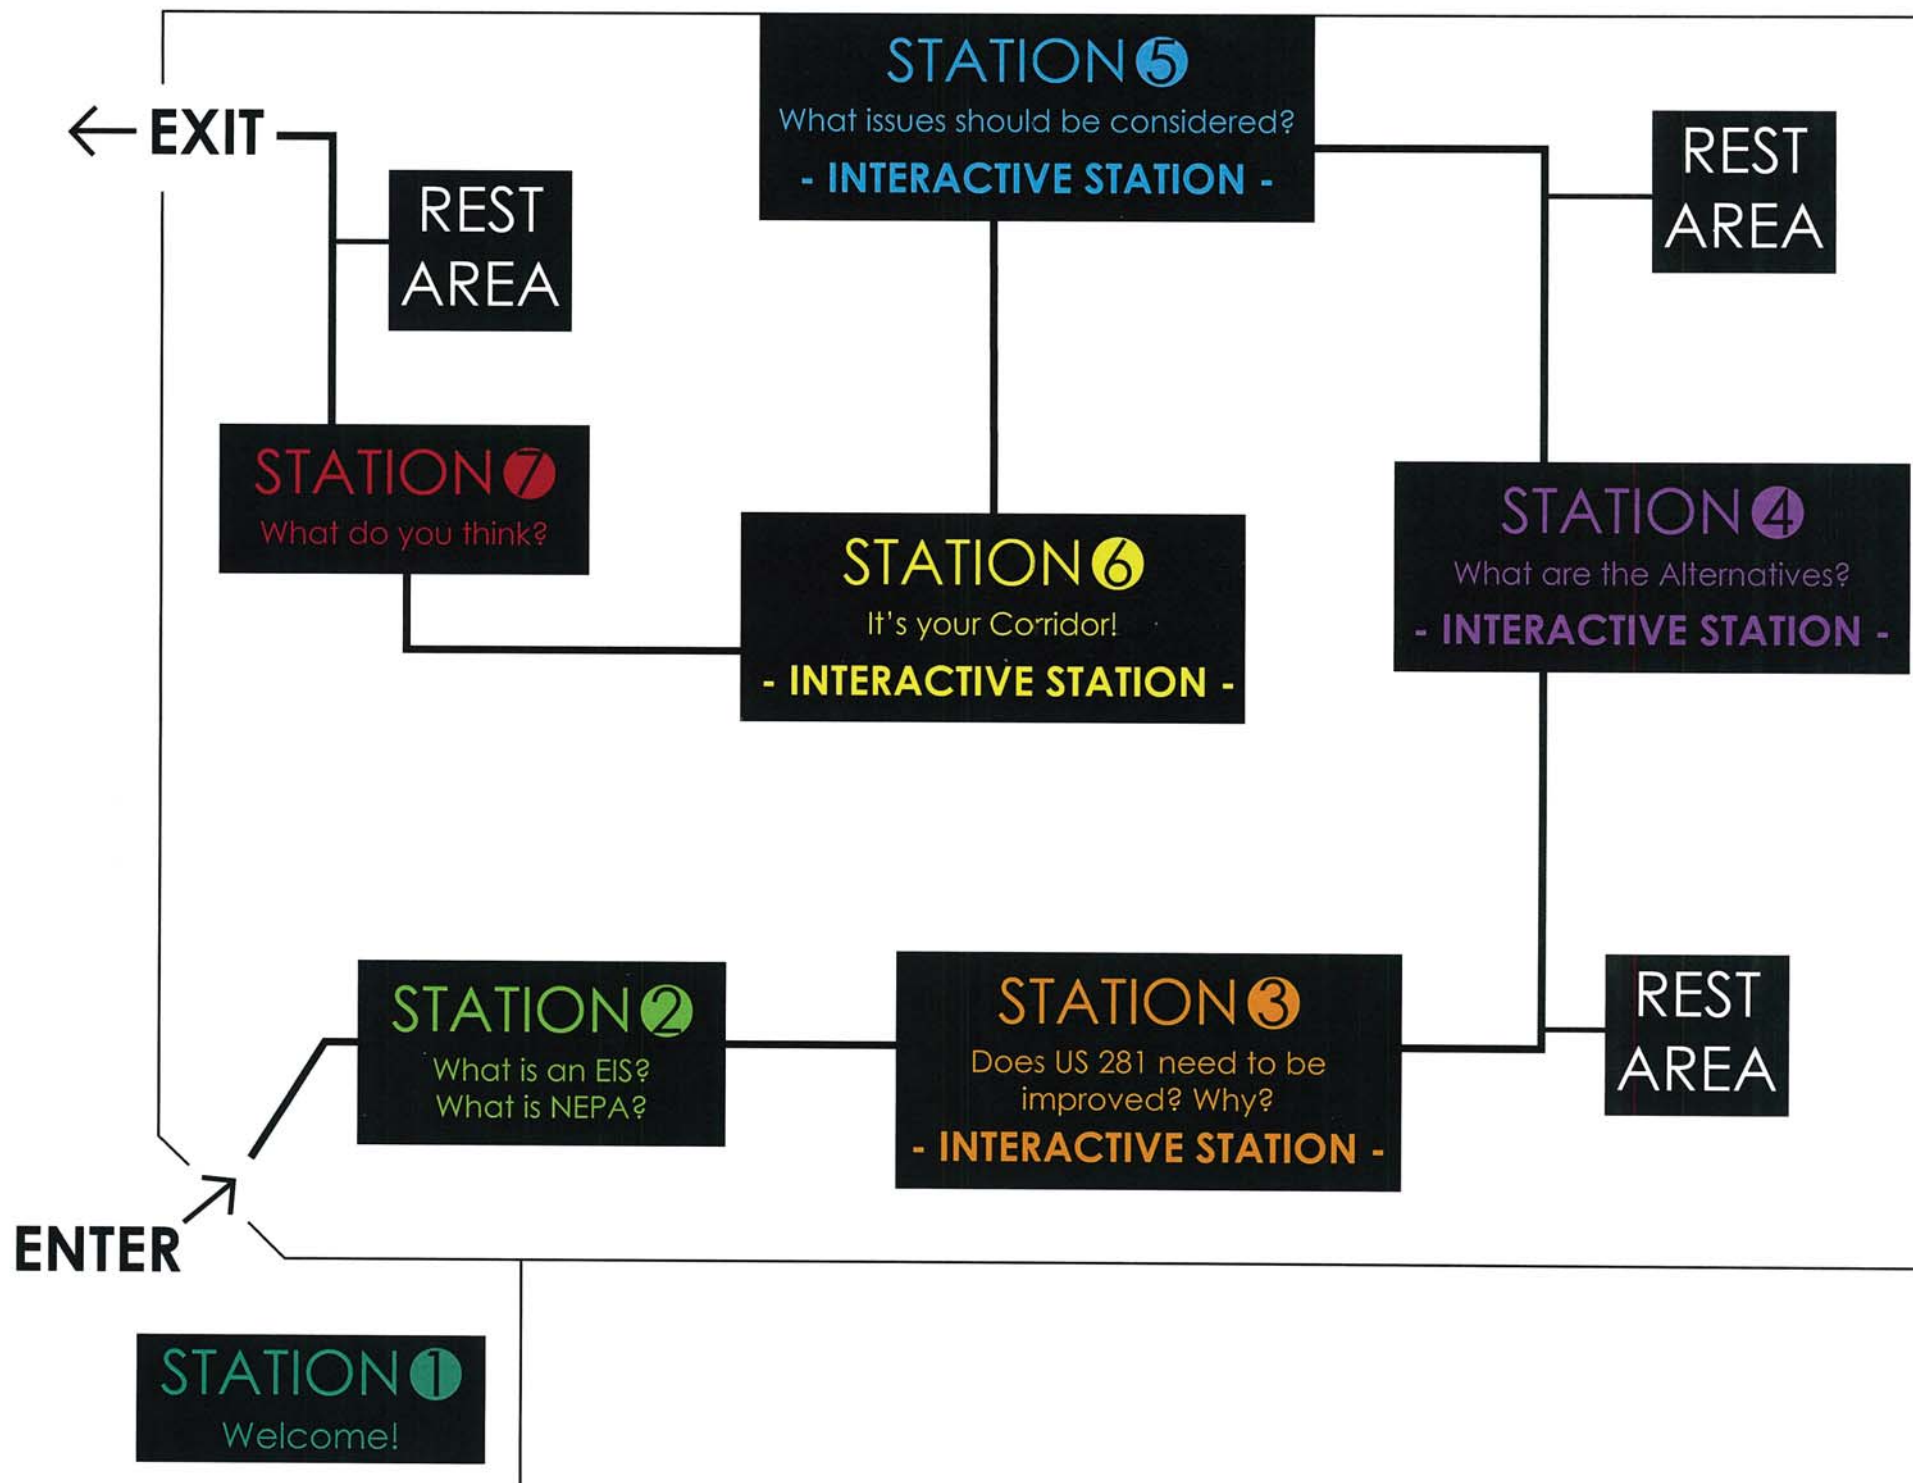 STATION 5
What issues should be considered?
- INTERACTIVE STATION -
← EXIT
REST
AREA
REST
AREA
STATION 7
What do you think?
STATION 4
What are the Alternatives?
- INTERACTIVE STATION -
STATION 6
It's your Corridor!
- INTERACTIVE STATION -
STATION 2
What is an EIS?
What is NEPA?
STATION 3
Does US 281 need to be
improved? Why?
- INTERACTIVE STATION -
REST
AREA
ENTER
STATION 1
Welcome!